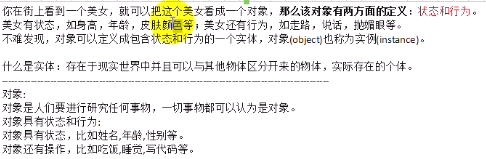 你在街上看到一个美女，就可以把这个美女看成一个对象，那么该对象有两方面的定义：状态和行为。
美女有状态，如身高，年龄，皮肤颜色等，美女还有行为，如走路，说话，抛媚眼等。
不难发现，对象可以定义成包含状态和行为的一个实体，对象(object)也称为实例(instance)。
什么是实体：存在于现实世界中并且可以与其他物体区分开来的物体，实际存在的个体。
------------------------------------------------------------
对象：
对象是人们要进行研究任何事物，一切事物都可以认为是对象。
对象具有状态和行为：
对象具有状态，比如姓名,年龄,性别等。
对象还有操作，比如吃饭,睡觉,写代码等。